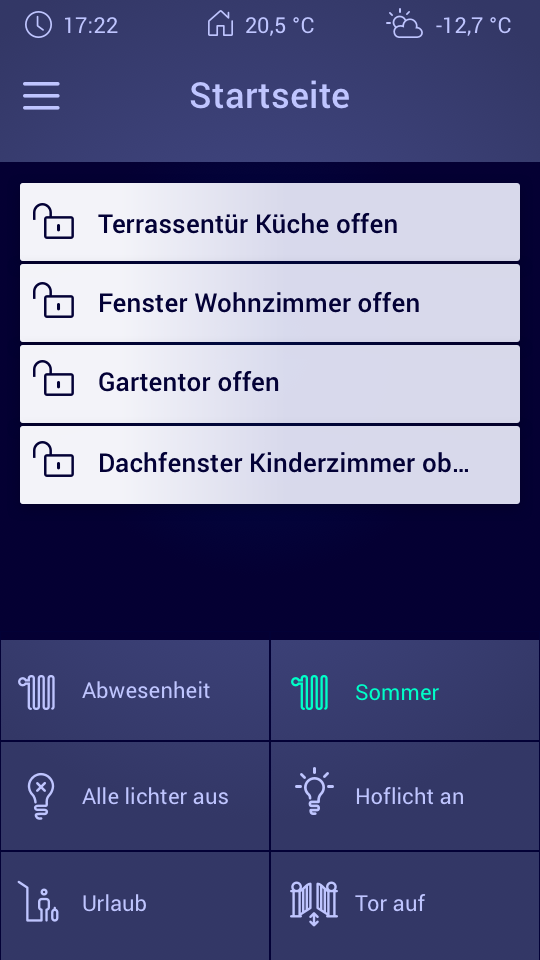 17:22
20,5 °C
-12,7 °C
Startseite
Terrassentür Küche offen
Fenster Wohnzimmer offen
Gartentor offen
Dachfenster Kinderzimmer ob...
Abwesenheit
Sommer
Alle lichter aus
Hoflicht an
Urlaub
Tor auf